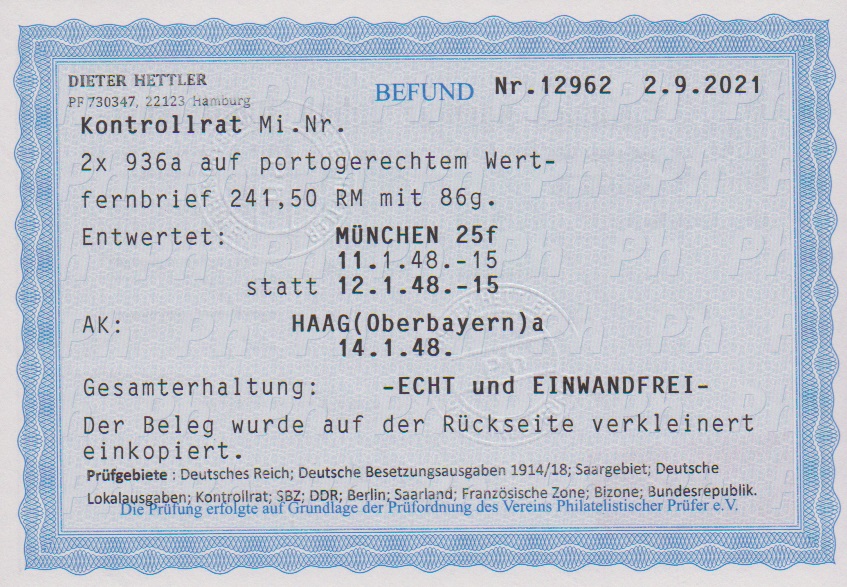 DIETER HETTLER
PF 730347, 22123 Hamburg
BEFUND Nr.12962 2.9.2021
Kontrollrat Mi.Nr.
2x 936a auf portogerechtem Wert-
fernbrief 241,50 RM mit 86g.
Entwertet: MÜNCHEN 25f
11.1.48.-15
statt 12.1.48.-15
AK: HAAG(Oberbayern)a
14.1.48.
Gesamterhaltung: -ECHT und EINWANDFREI-
Der Beleg wurde auf der Rückseite verkleinert
einkopiert.
Prüfgebiete : Deutsches Reich; Deutsche Besetzungsausgaben 1914/18; Saargebiet; Deutsche
Lokalausgaben; Kontrollrat; SBZ; DDR; Berlin; Saarland; Französische Zone; Bizone; Bundesrepublik.
Die Prüfung erfolgte auf Grundlage der Prüfordnung des Vereins Philatelistischer Prüfer e.V.